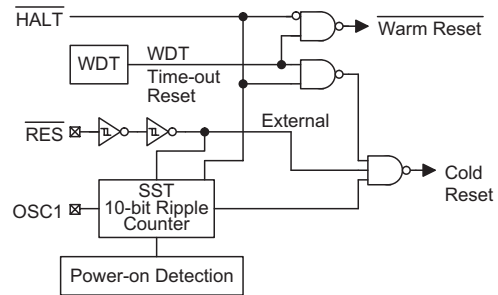 HALT
Warm Reset
WDT
WDT
Time-out
Reset
RES
External
Cold
Reset
OSC1
SST
10-bit Ripple
Counter
Power-on Detection